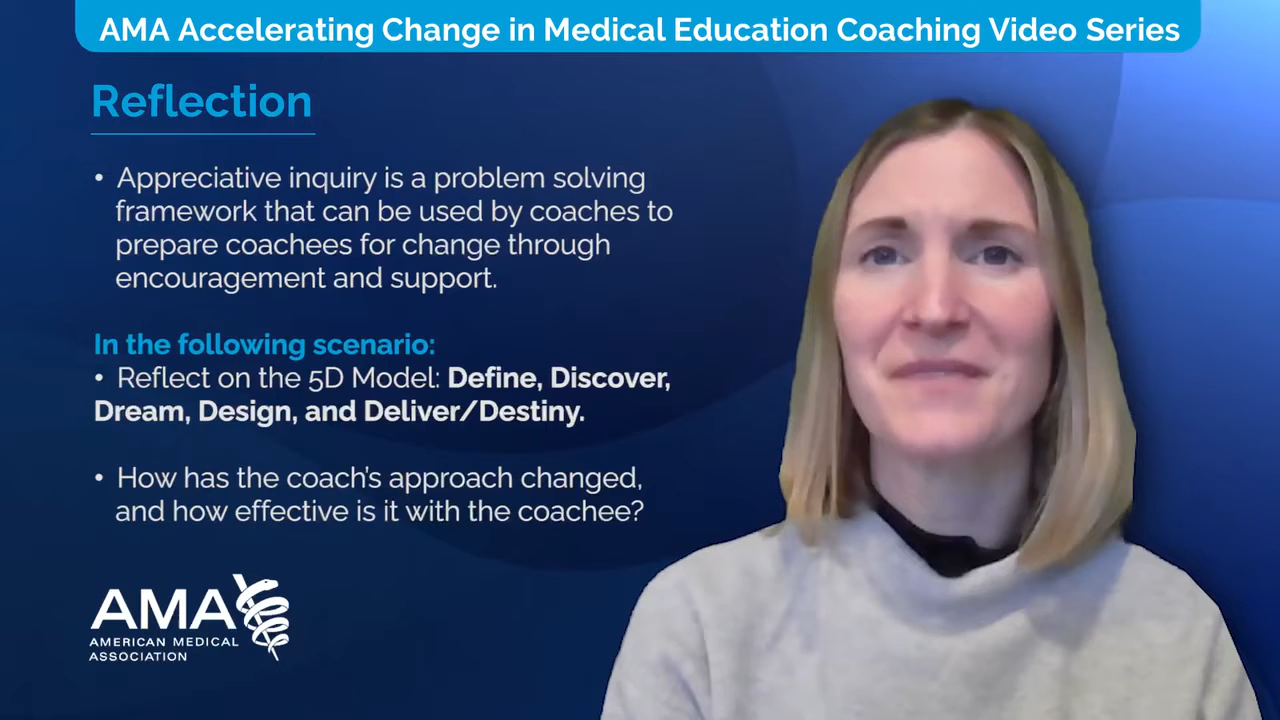 AMA Accelerating Change in Medical Education Coaching Video Series
Reflection
• Appreciative inquiry is a problem solving
framework that can be used by coaches to
prepare coachees for change through
encouragement and support.
In the following scenario:
• Reflect on the 5D Model: Define, Discover,
Dream, Design, and Deliver/Destiny.
• How has the coach's approach changed,
and how effective is it with the coachee?
AMA
AMERICAN MEDICAL
ASSOCIATION